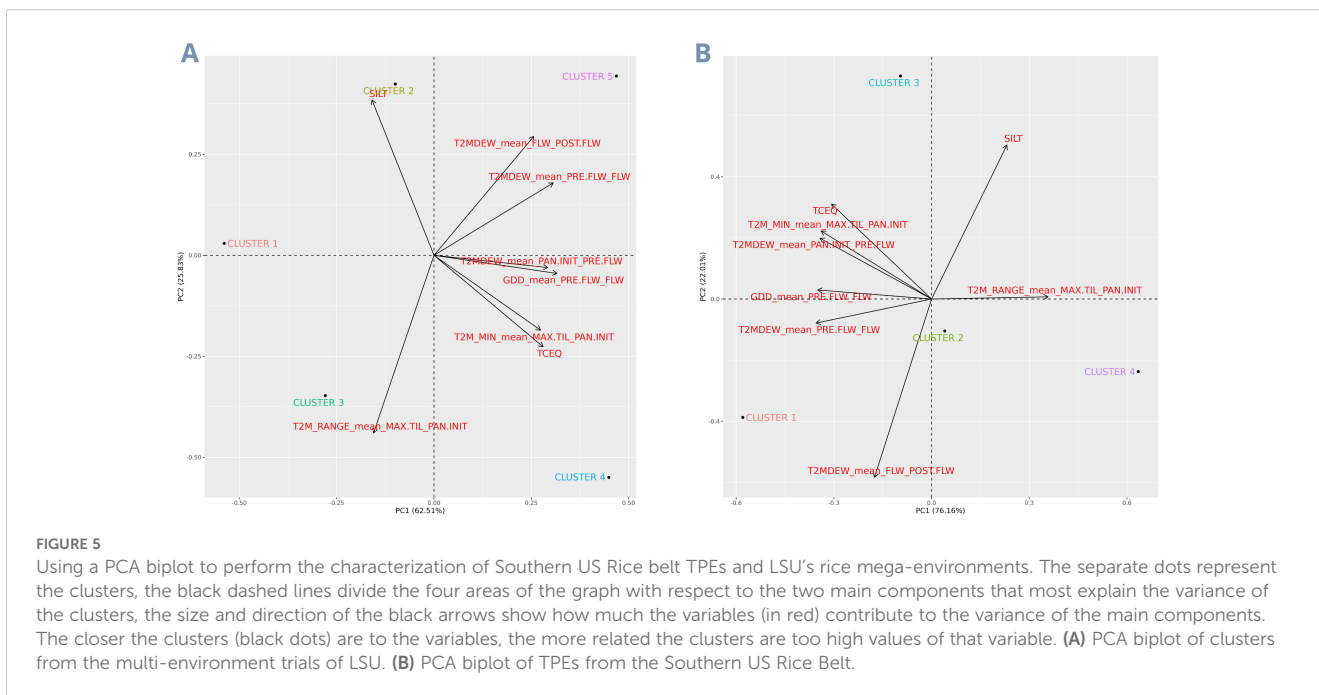 A
CLUSTER 5
CLUSTER 2
SILT
T2MDEW_mean_FLW_POST.FLW
0.25
T2MDEW_mean_PRE.FLW_FLW
CLUSTER 1
0.00
T2MDEW_mean_PAN.INIT_PRE.FLW
GDD_mean_PRE.FLW_FLW
PC2 (25.83%)
T2M_MIN_mean_MAX.TIL_PAN.INIT
TCEQ
-0.25
CLUSTER 3
T2M_RANGE_mean_MAX.TIL_PAN.INIT
-0.50
CLUSTER 4
-0.50
-0.25
0.00
0.25
0.50
PC1 (62.51%)
B
CLUSTER 3
SILT
0.4
TCEQ
T2M_MIN_mean_MAX.TIL_PAN.INIT
T2MDEW_mean_PAN.INIT_PRE.FLW
T2M_RANGE_mean_MAX.TIL_PAN.INIT
0.0
GDD_mean_PRE.FLW_FLW
PC2 (22.01%)
T2MDEW_mean_PRE.FLW_FLW
CLUSTER 2
CLUSTER 4
-0.4
CLUSTER 1
T2MDEW_mean_FLW_POST.FLW
-0.6
-0.3
0.0
0.3
0.6
PC1 (76.16%)
FIGURE 5
Using a PCA biplot to perform the characterization of Southern US Rice belt TPEs and LSU's rice mega-environments. The separate dots represent
the clusters, the black dashed lines divide the four areas of the graph with respect to the two main components that most explain the variance of
the clusters, the size and direction of the black arrows show how much the variables (in red) contribute to the variance of the main components.
The closer the clusters (black dots) are to the variables, the more related the clusters are too high values of that variable. (A) PCA biplot of clusters
from the multi-environment trials of LSU. (B) PCA biplot of TPEs from the Southern US Rice Belt.